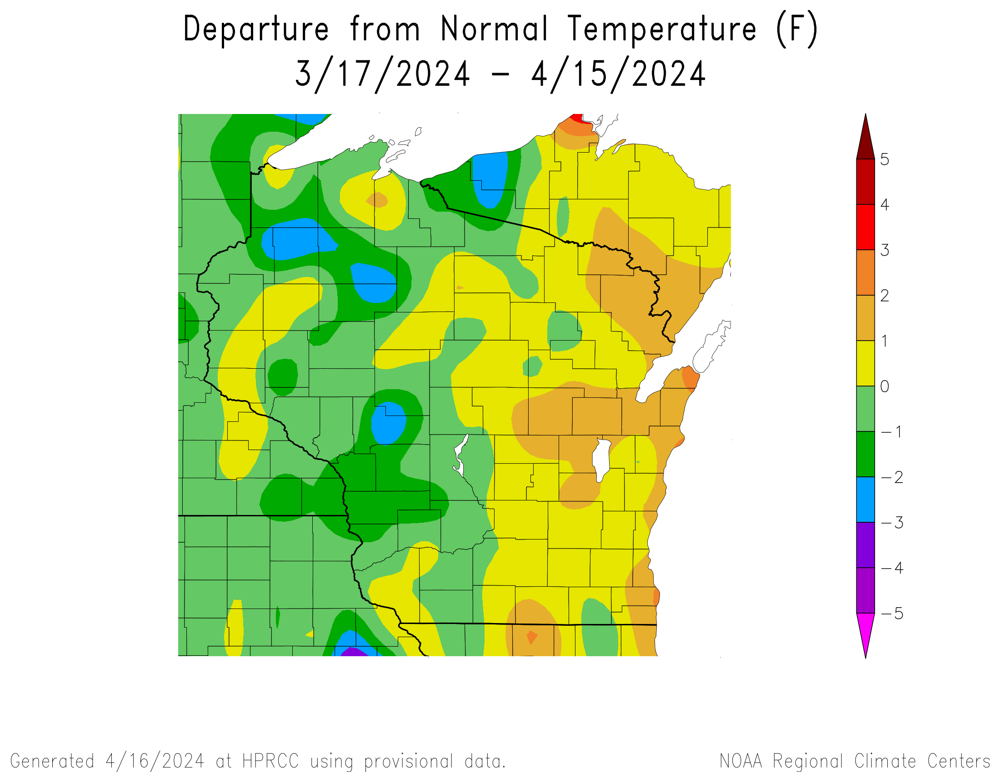 Departure from Normal Temperature (F)
3/17/2024 – 4/15/2024
5
4
3
2
1
0
−1
−2
−3
−4
−5
Generated 4/16/2024 at HPRCC using provisional data.
NOAA Regional Climate Centers